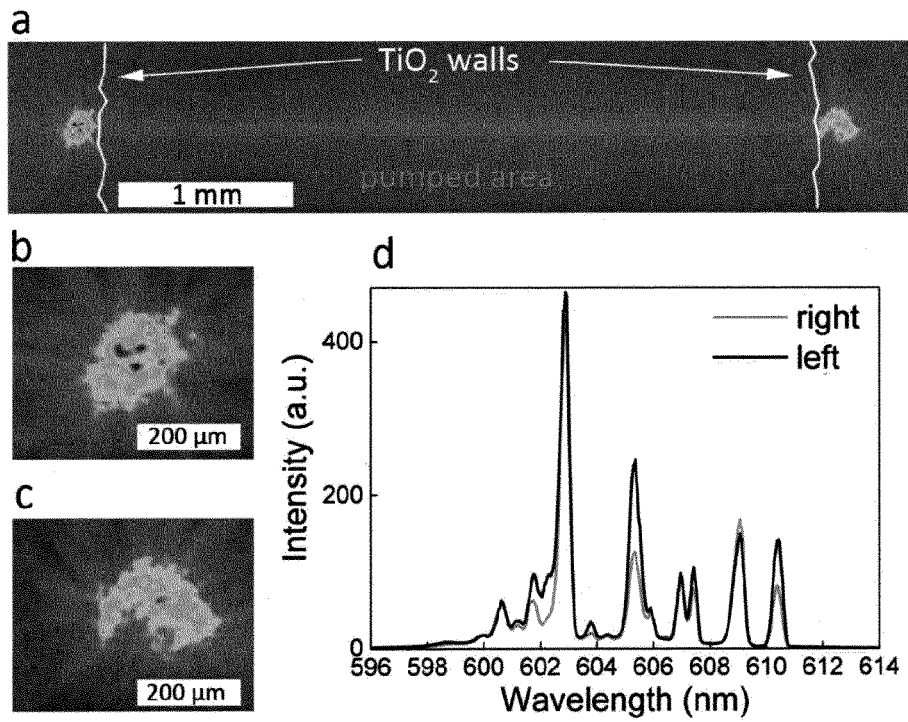 a
TiO2 walls
pumped area
1 mm
b
200 µm
c
200 µm
d
right
left
400
200
0
Intensity (a.u.)
596 598 600 602 604 606 608 610 612 614
Wavelength (nm)